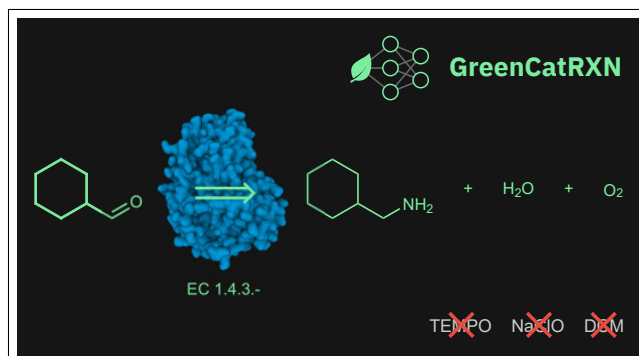 GreenCatRXN
O
NH₂
+ H₂O + O₂
EC 1.4.3.-
TEMPO NaClO DCM